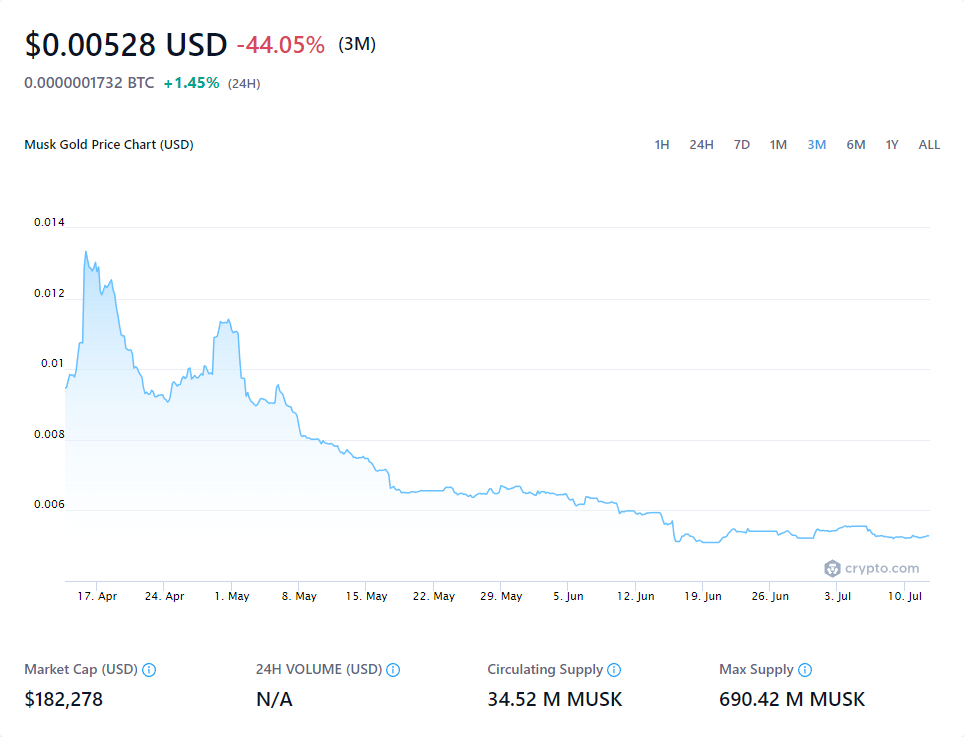 $0.00528 USD -44.05% (3M)
0.0000001732 BTC +1.45% (24H)
Musk Gold Price Chart (USD) 1H 24H 7D 1M 3M 6M 1Y ALL
0.014
0.012
0.01
0.008
0.006
crypto.com
17. Apr 24. Apr 1. May 8. May 15. May 22. May 29. May 5. Jun 12. Jun 19. Jun 26. Jun 3. Jul 10. Jul
Market Cap (USD) 24H VOLUME (USD) Circulating Supply Max Supply
$182,278 N/A 34.52 M MUSK 690.42 M MUSK